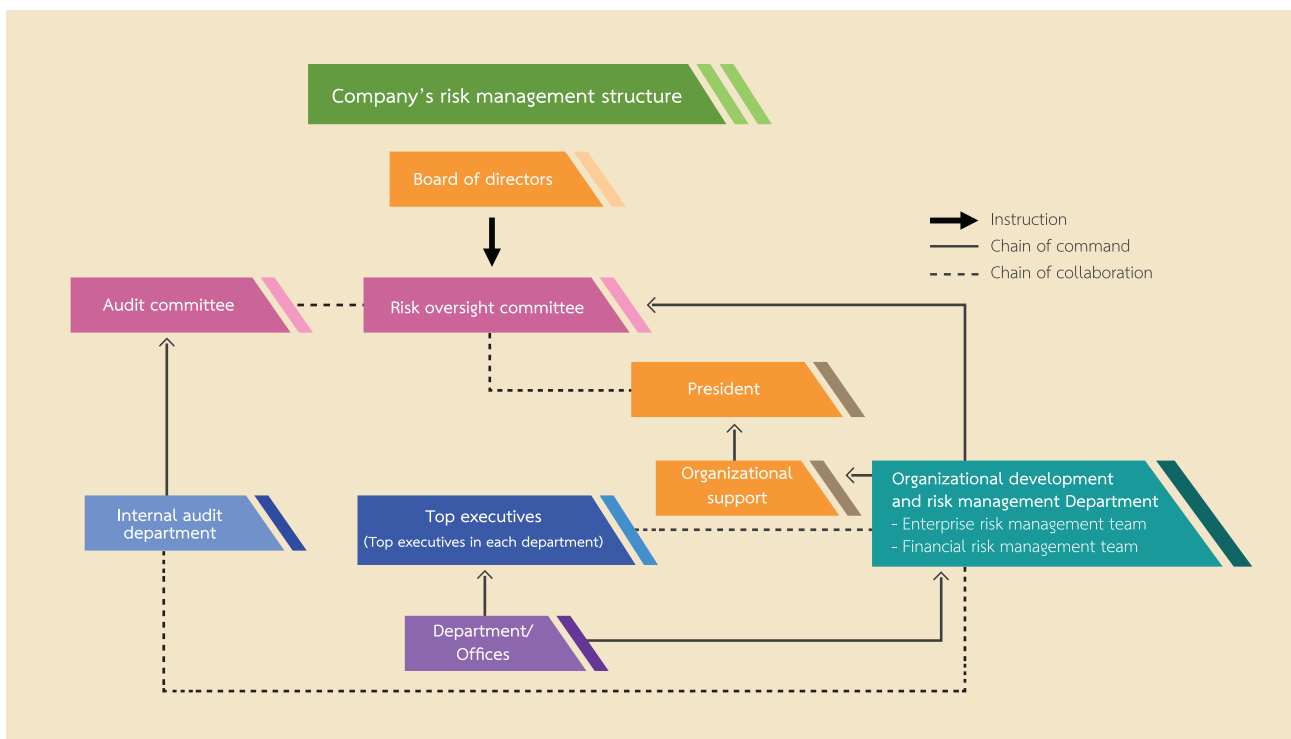 Company's risk management structure
Board of directors
Instruction
Chain of command
Chain of collaboration
Audit committee
Risk oversight committee
President
Organizational
support
Organizational development
and risk management Department
- Enterprise risk management team
- Financial risk management team
Internal audit
department
Top executives
(Top executives in each department)
Department/
Offices